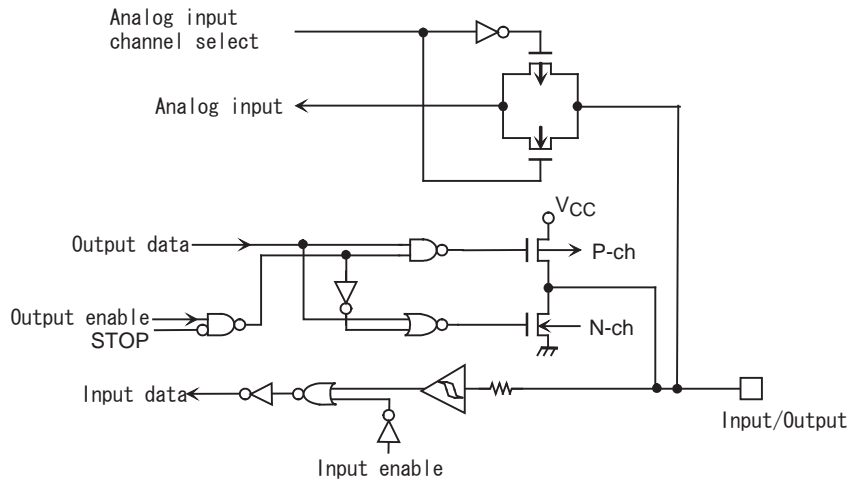 Analog input
channel select
Analog input
VCC
Output data
P-ch
Output enable
STOP
N-ch
Input data
Input/Output
Input enable